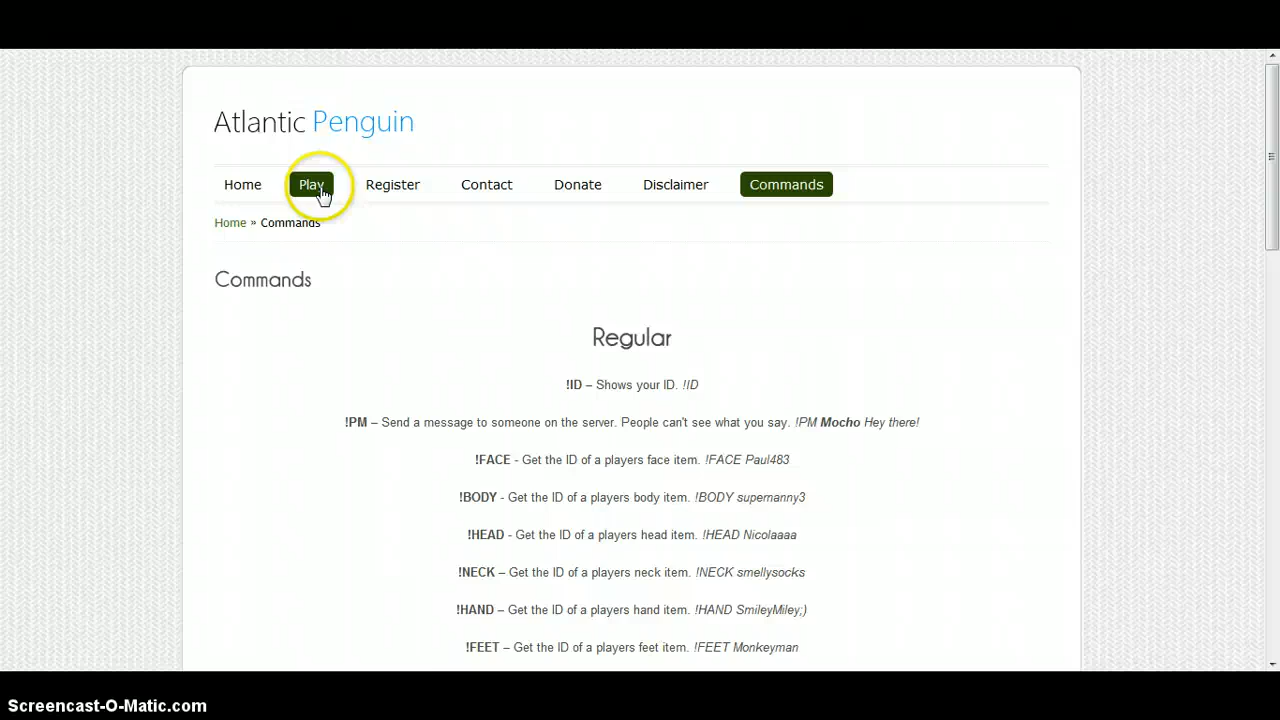 Atlantic Penguin
Home Play Register Contact Donate Disclaimer Commands
Home » Commands
Commands
Regular
!ID – Shows your ID. !ID
!PM – Send a message to someone on the server. People can't see what you say. !PM Mocho Hey there!
!FACE - Get the ID of a players face item. !FACE Paul483
!BODY - Get the ID of a players body item. !BODY supernanny3
!HEAD - Get the ID of a players head item. !HEAD Nicolaaaa
!NECK – Get the ID of a players neck item. !NECK smellysocks
!HAND – Get the ID of a players hand item. !HAND SmileyMiley;)
!FEET – Get the ID of a players feet item. !FEET Monkeyman
Screencast-O-Matic.com